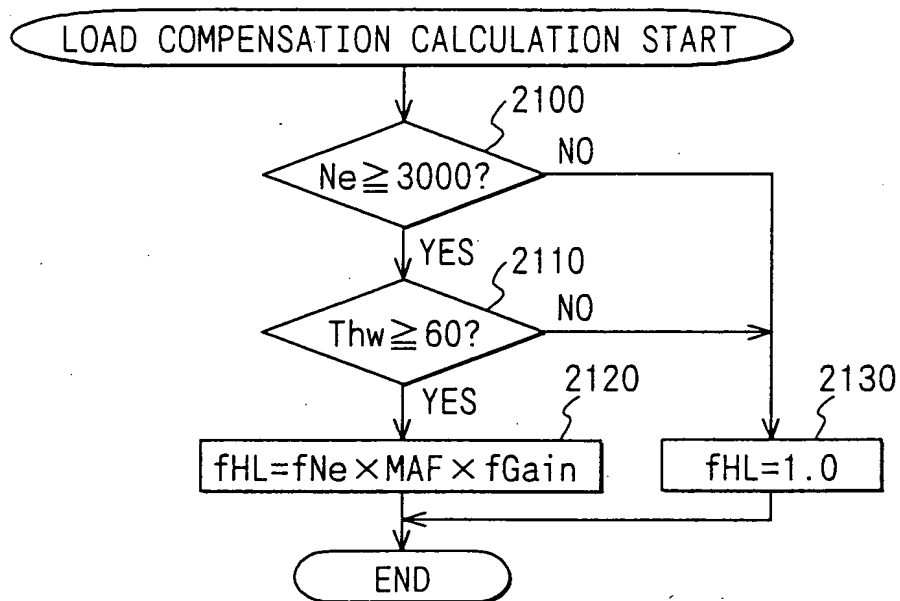 LOAD COMPENSATION CALCULATION START
2100
Ne≧3000?
NO
YES
2110
Thw≧60?
NO
YES
2120
fHL=fNe×MAF×fGain
2130
fHL=1.0
END